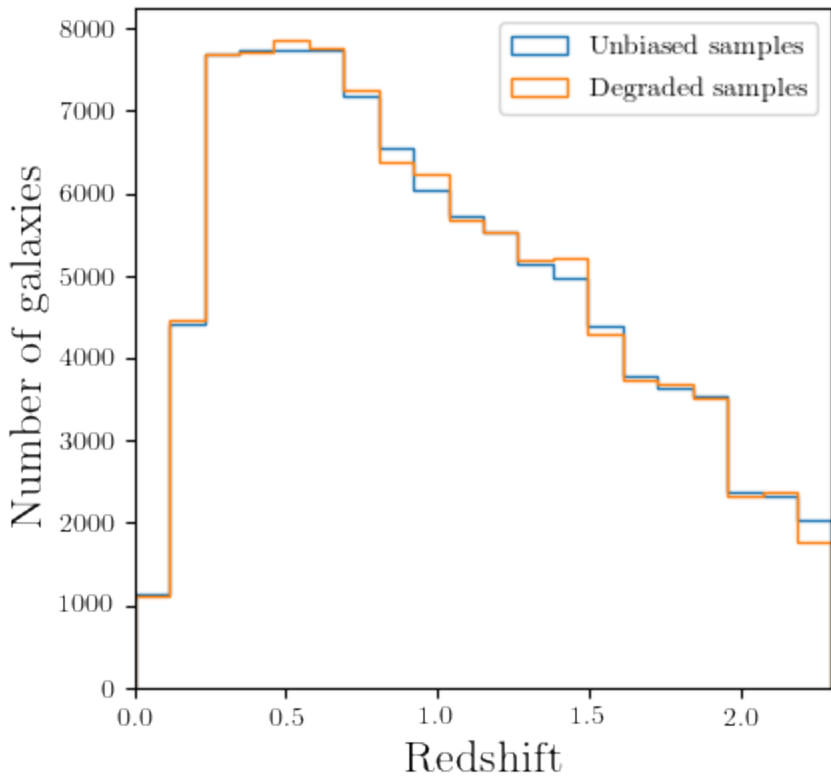 8000
Unbiased samples
Degraded samples
7000
6000
5000
4000
3000
2000
1000
0
Number of galaxies
0.0 0.5 1.0 1.5 2.0
Redshift